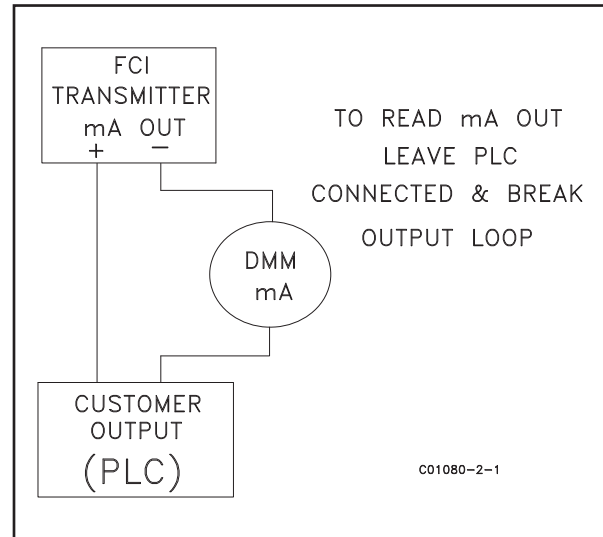 FCI
TRANSMITTER
mA OUT
+ −
TO READ mA OUT
LEAVE PLC
CONNECTED & BREAK
OUTPUT LOOP
DMM
mA
CUSTOMER
OUTPUT
(PLC)
C01080-2-1